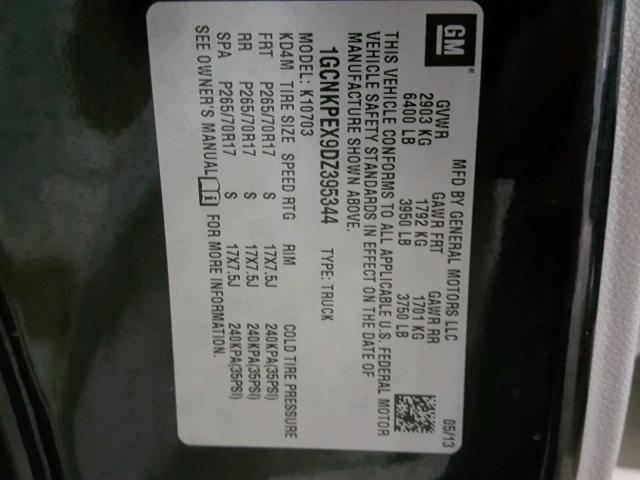 GM®
MFD BY GENERAL MOTORS LLC 05/13
GVWR GAWR FRT GAWR RR
2903 KG 1792 KG 1701 KG
6400 LB 3950 LB 3750 LB
THIS VEHICLE CONFORMS TO ALL APPLICABLE U.S. FEDERAL MOTOR
VEHICLE SAFETY STANDARDS IN EFFECT ON THE DATE OF
MANUFACTURE SHOWN ABOVE.
1GCNKPEX9DZ395344 TYPE: TRUCK
MODEL: K10703
KD4M TIRE SIZE SPEED RTG RIM COLD TIRE PRESSURE
FRT P265/70R17 S 17X7.5J 240KPA(35PSI)
RR P265/70R17 S 17X7.5J 240KPA(35PSI)
SPA P265/70R17 S 17X7.5J 240KPA(35PSI)
SEE OWNER'S MANUAL i FOR MORE INFORMATION.